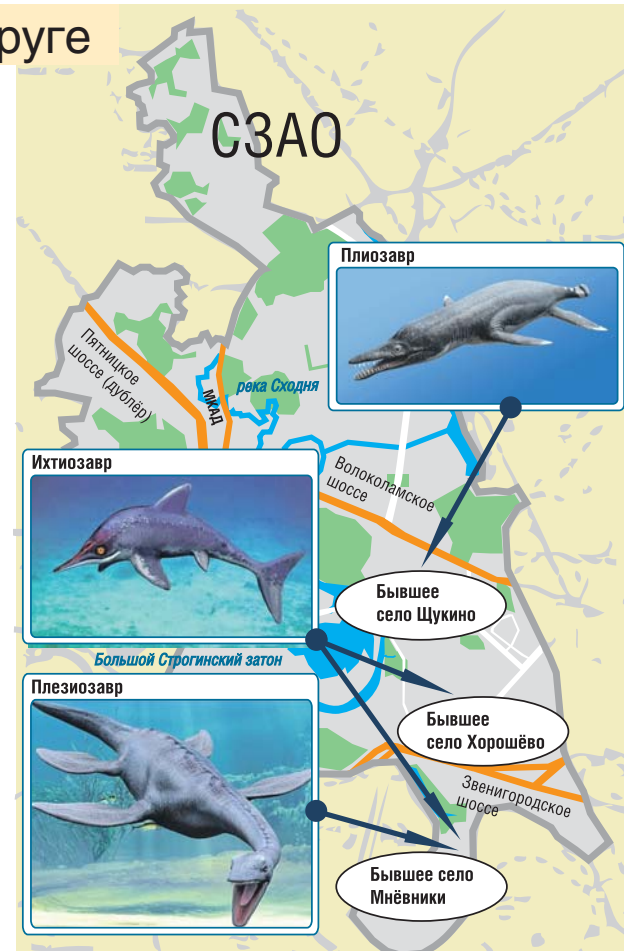 руге
СЗАО
Плиозавр
Пятницкое
шоссе (дублёр)
МКАД
река Сходня
Ихтиозавр
Волоколамское
шоссе
Бывшее
село Щукино
Большой Строгинский затон
Плезиозавр
Бывшее
село Хорошёво
Звенигородское
шоссе
Бывшее село
Мнёвники